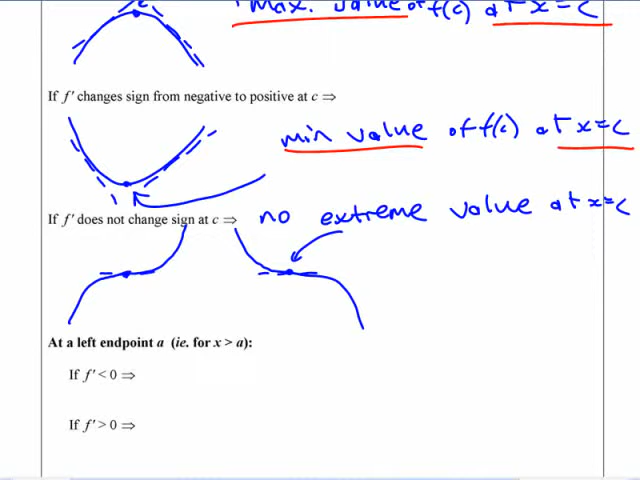 max. value of f(c) at x=c
If f′ changes sign from negative to positive at c ⇒
min value of f(c) at x=c
If f′ does not change sign at c ⇒ no extreme value at x=c
At a left endpoint a (ie. for x > a):
If f′ < 0 ⇒
If f′ > 0 ⇒